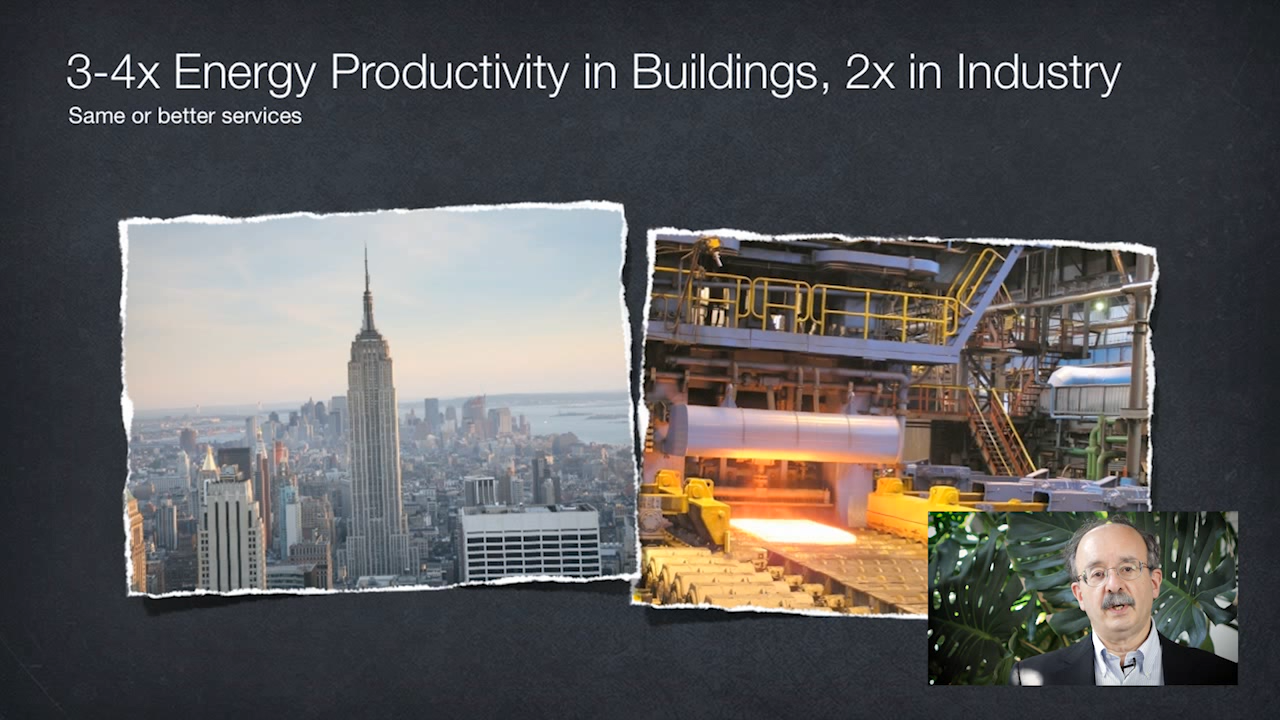 3-4x Energy Productivity in Buildings, 2x in Industry
Same or better services